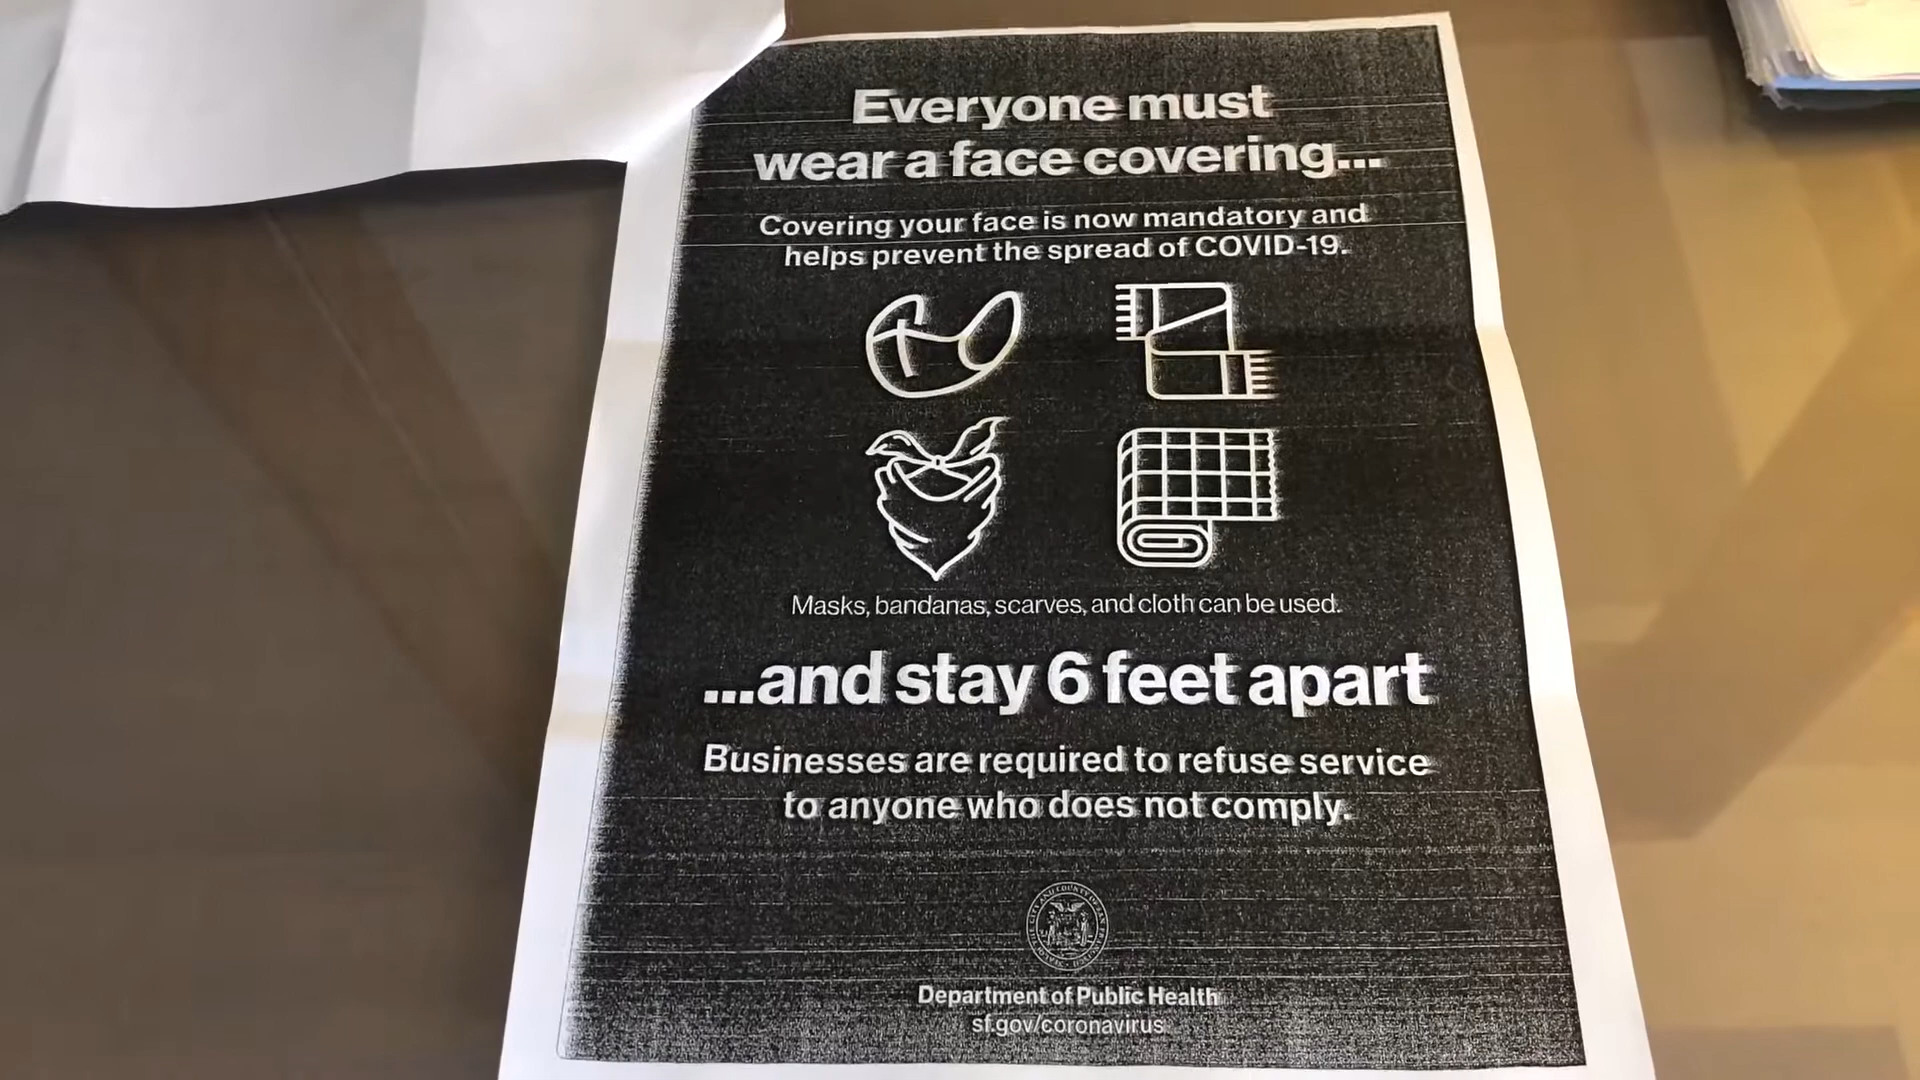 Everyone must
wear a face covering...
Covering your face is now mandatory and
helps prevent the spread of COVID-19.
Masks, bandanas, scarves, and cloth can be used.
...and stay 6 feet apart
Businesses are required to refuse service
to anyone who does not comply.
Department of Public Health
sf.gov/coronavirus